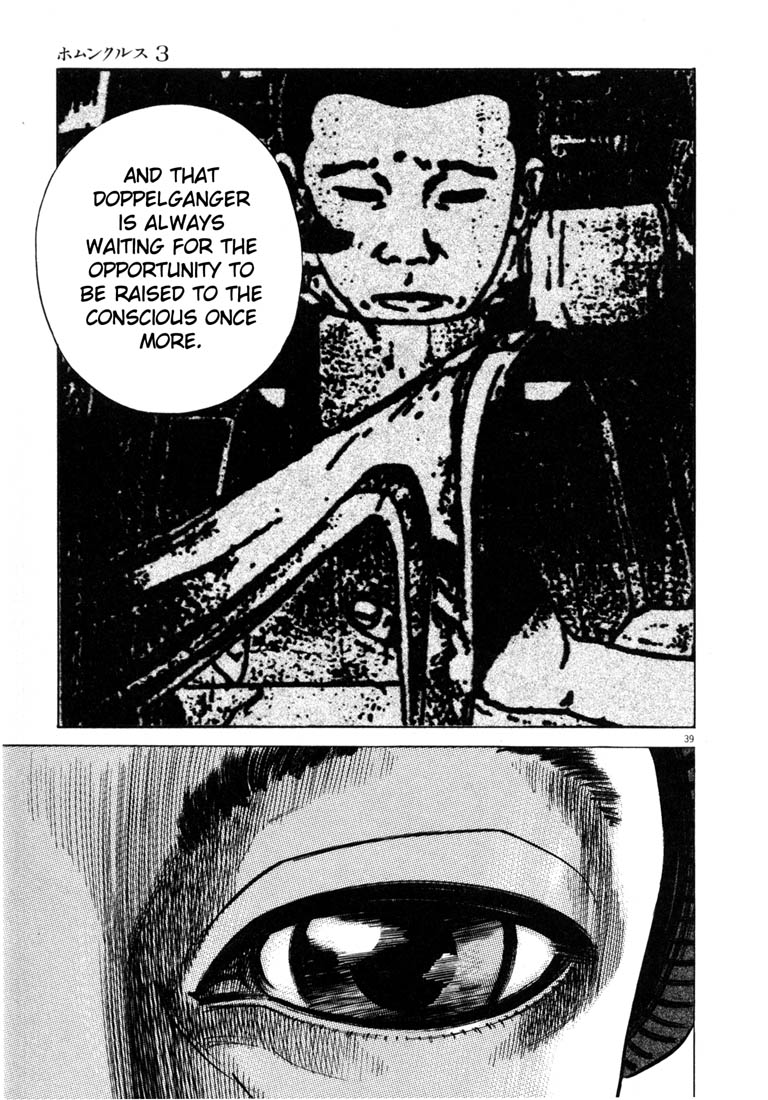 ホムンクルス 3
AND THAT
DOPPELGANGER
IS ALWAYS
WAITING FOR THE
OPPORTUNITY TO
BE RAISED TO THE
CONSCIOUS ONCE
MORE.
39